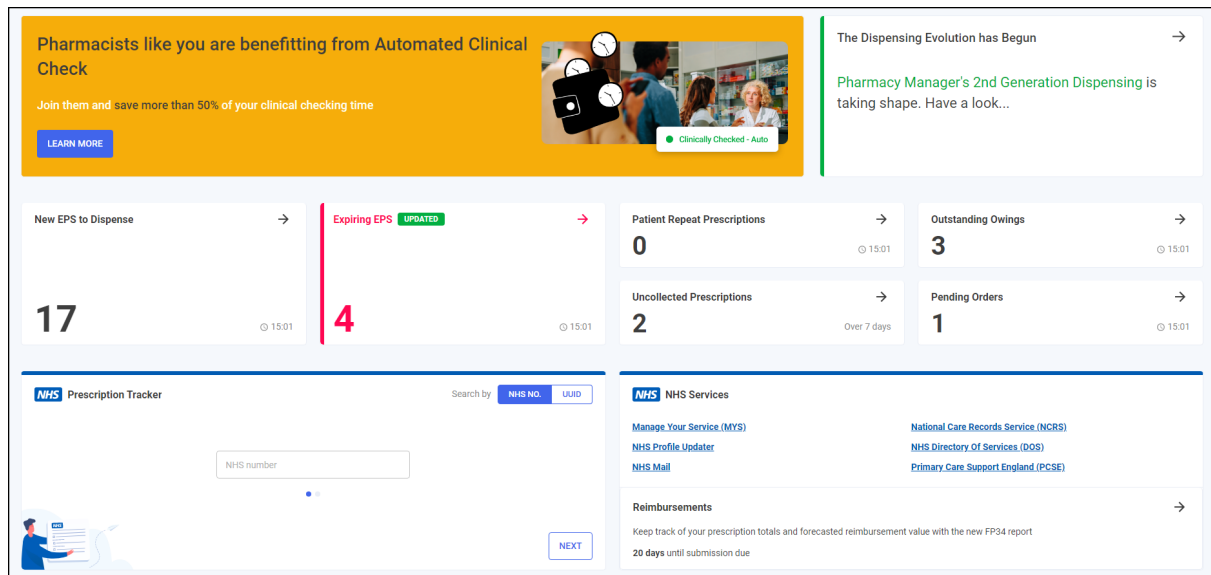 Pharmacists like you are benefitting from Automated Clinical
Check
Join them and save more than 50% of your clinical checking time
LEARN MORE
Clinically Checked - Auto
The Dispensing Evolution has Begun
Pharmacy Manager's 2nd Generation Dispensing is
taking shape. Have a look...
New EPS to Dispense
17
15:01
Expiring EPS UPDATED
4
15:01
Patient Repeat Prescriptions
0
15:01
Outstanding Owings
3
15:01
Uncollected Prescriptions
2
Over 7 days
Pending Orders
1
15:01
NHS Prescription Tracker
Search by NHS NO. UUID
NHS number
NHS
NEXT
NHS NHS Services
Manage Your Service (MYS)
National Care Records Service (NCRS)
NHS Profile Updater
NHS Directory Of Services (DOS)
NHS Mail
Primary Care Support England (PCSE)
Reimbursements
Keep track of your prescription totals and forecasted reimbursement value with the new FP34 report
20 days until submission due